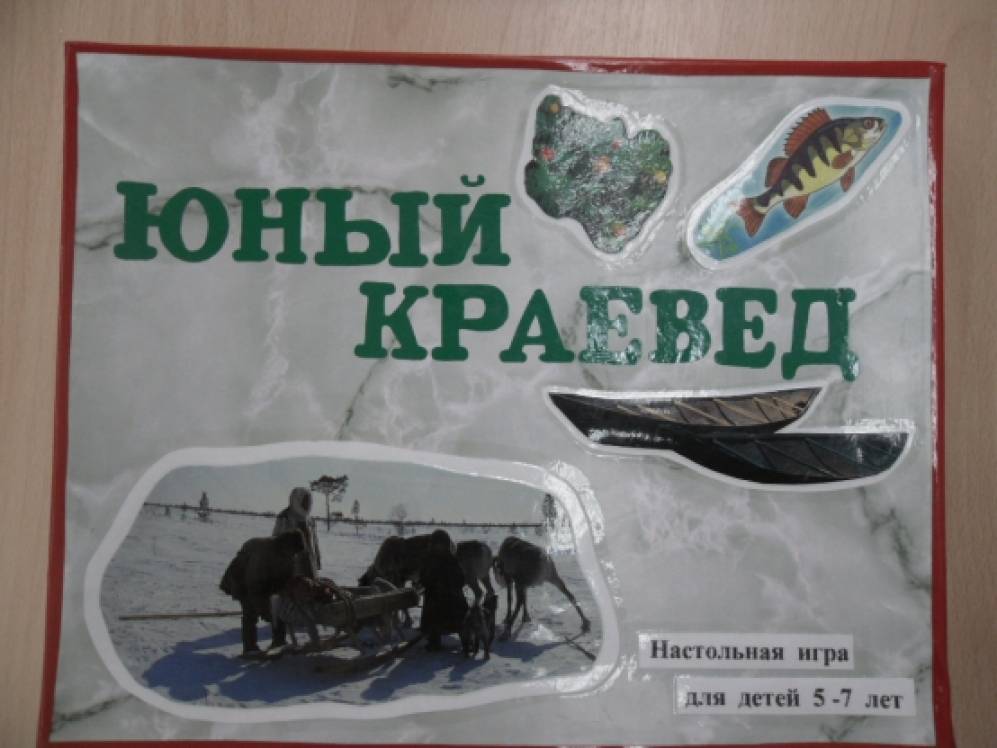 ЮНЫЙ
КРАЕВЕД
Настольная игра
для детей 5-7 лет